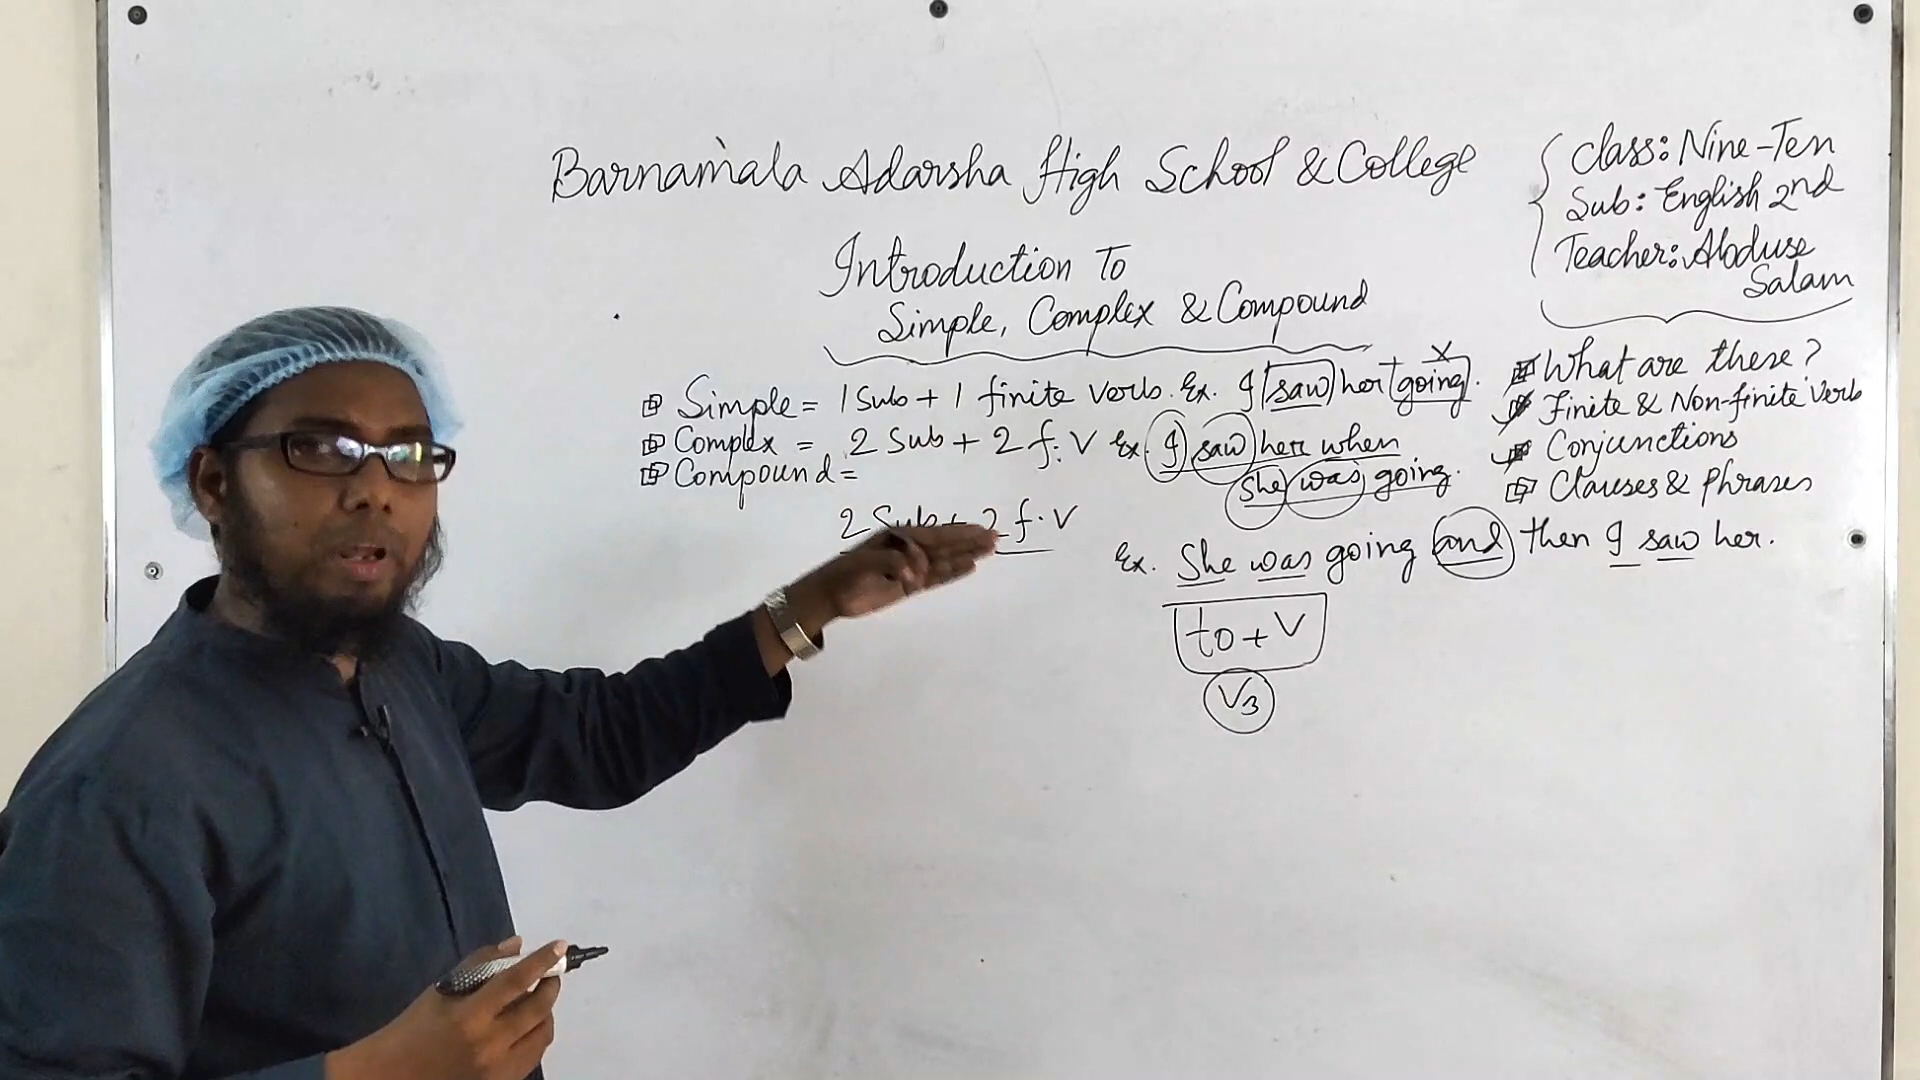 Barnamala Adarsha High School & College
Introduction To
Simple, Complex & Compound
Class: Nine-Ten
Sub: English 2nd
Teacher: Abduse
Salam
Simple = 1 Sub + 1 finite verb. Ex. I saw her + going. X
Complex = 2 Sub + 2 f. V Ex. I saw her when
she was going.
Compound =
2 Sub + 2 f. V
Ex. She was going and then I saw her.
to + V
V3
What are these?
Finite & Non-finite Verb
Conjunctions
Clauses & Phrases